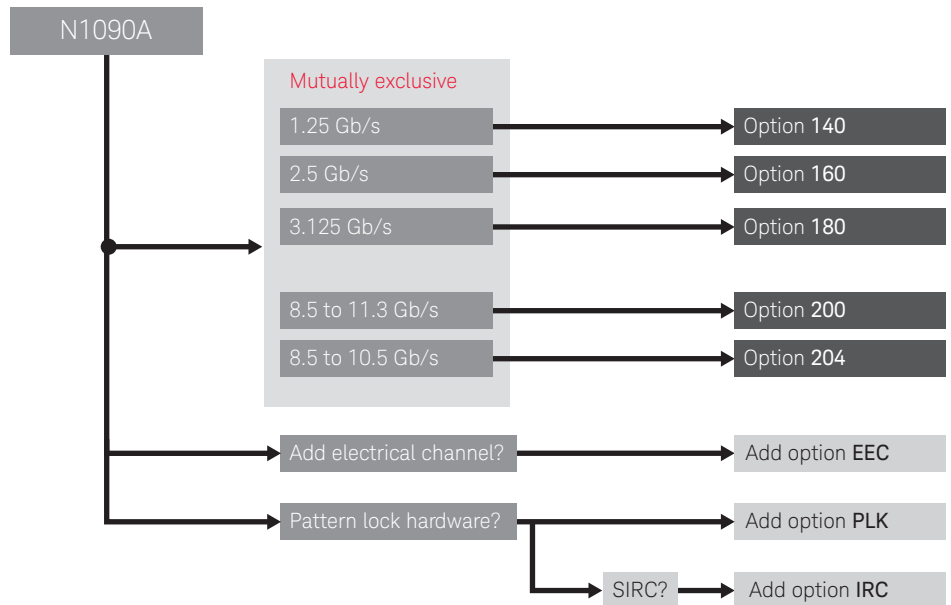 N1090A
Mutually exclusive
1.25 Gb/s
Option 140
2.5 Gb/s
Option 160
3.125 Gb/s
Option 180
8.5 to 11.3 Gb/s
Option 200
8.5 to 10.5 Gb/s
Option 204
Add electrical channel?
Add option EEC
Pattern lock hardware?
Add option PLK
SIRC?
Add option IRC